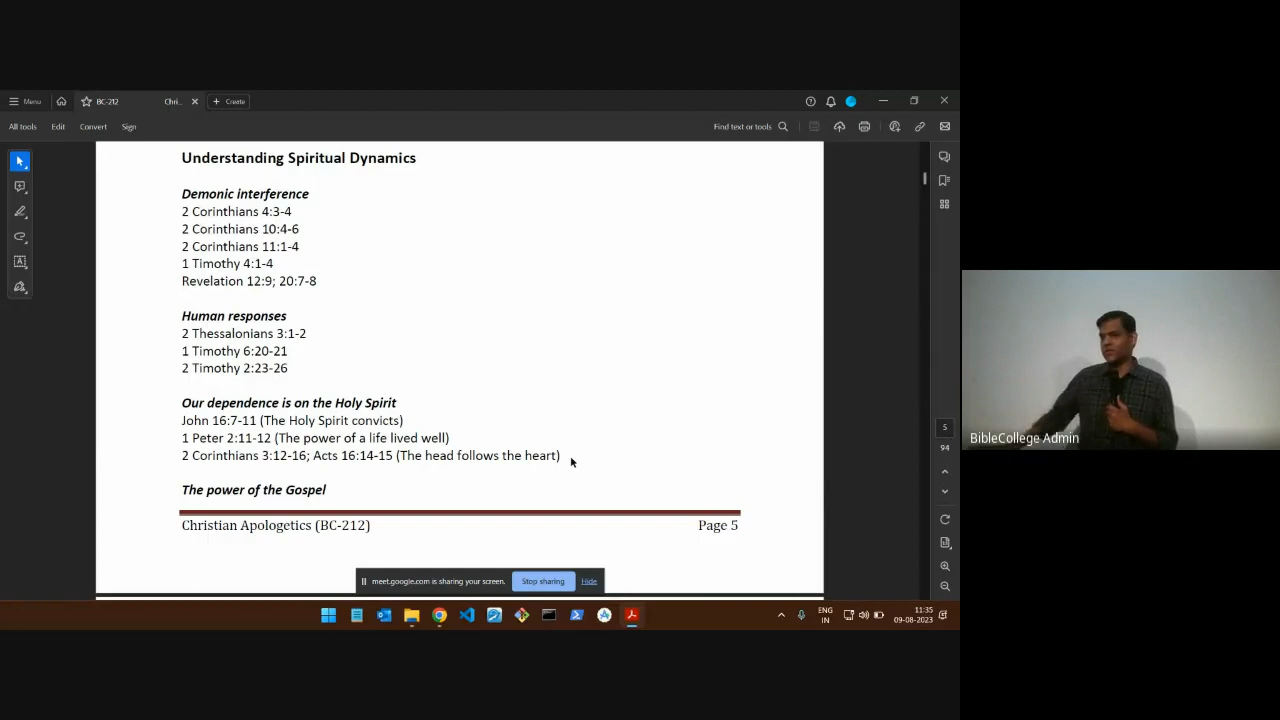 Menu
BC-212
Chri...
Create
All tools
Edit
Convert
Sign
Find text or tools
Understanding Spiritual Dynamics
Demonic interference
2 Corinthians 4:3-4
2 Corinthians 10:4-6
2 Corinthians 11:1-4
1 Timothy 4:1-4
Revelation 12:9; 20:7-8
Human responses
2 Thessalonians 3:1-2
1 Timothy 6:20-21
2 Timothy 2:23-26
Our dependence is on the Holy Spirit
John 16:7-11 (The Holy Spirit convicts)
1 Peter 2:11-12 (The power of a life lived well)
2 Corinthians 3:12-16; Acts 16:14-15 (The head follows the heart)
The power of the Gospel
Christian Apologetics (BC-212) Page 5
5
94
BibleCollege Admin
meet.google.com is sharing your screen.
Stop sharing
Hide
ENG
IN
11:35
09-08-2023